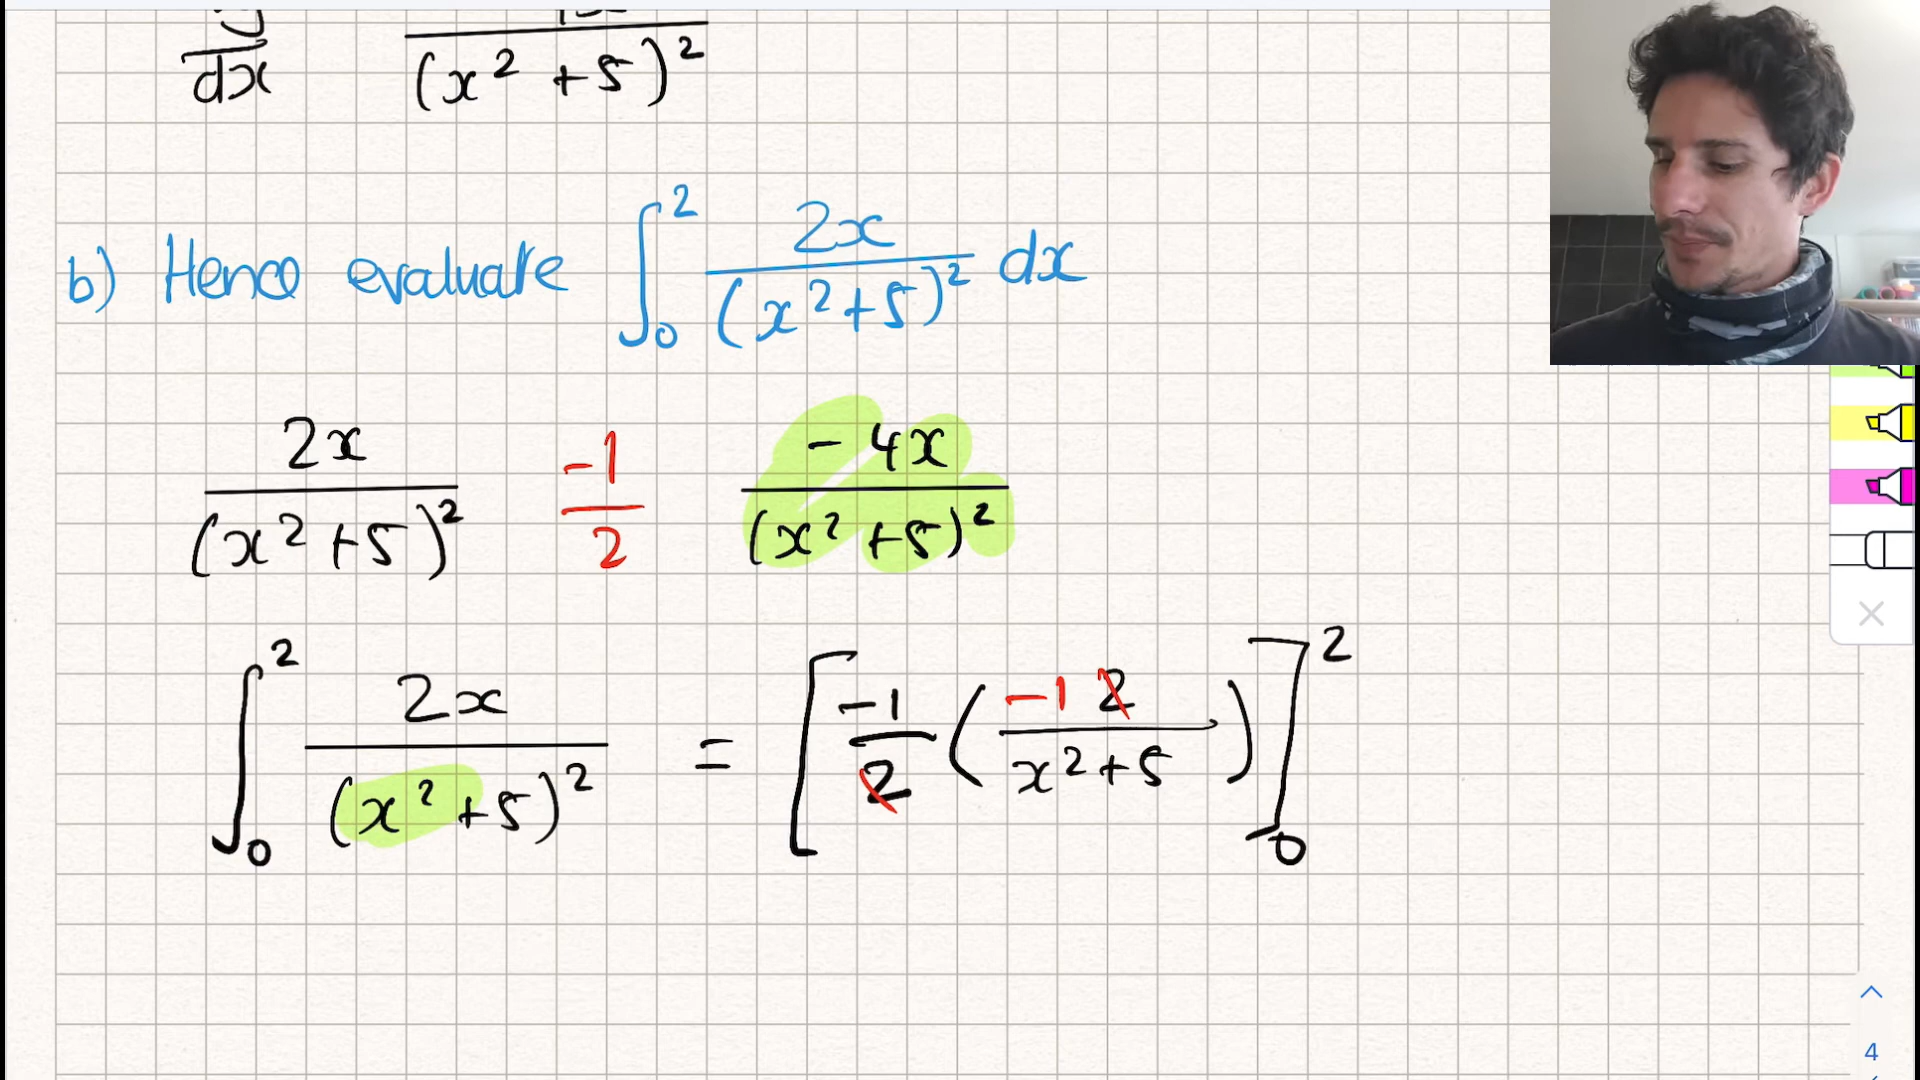 dx (x² + 5)²
b) Hence evaluate ∫₀² 2x/(x²+5)² dx
2x/(x²+5)² -1/2 -4x/(x²+5)²
∫₀² 2x/(x²+5)² = [-1/2 (-1 2/x²+5)]₀²
4